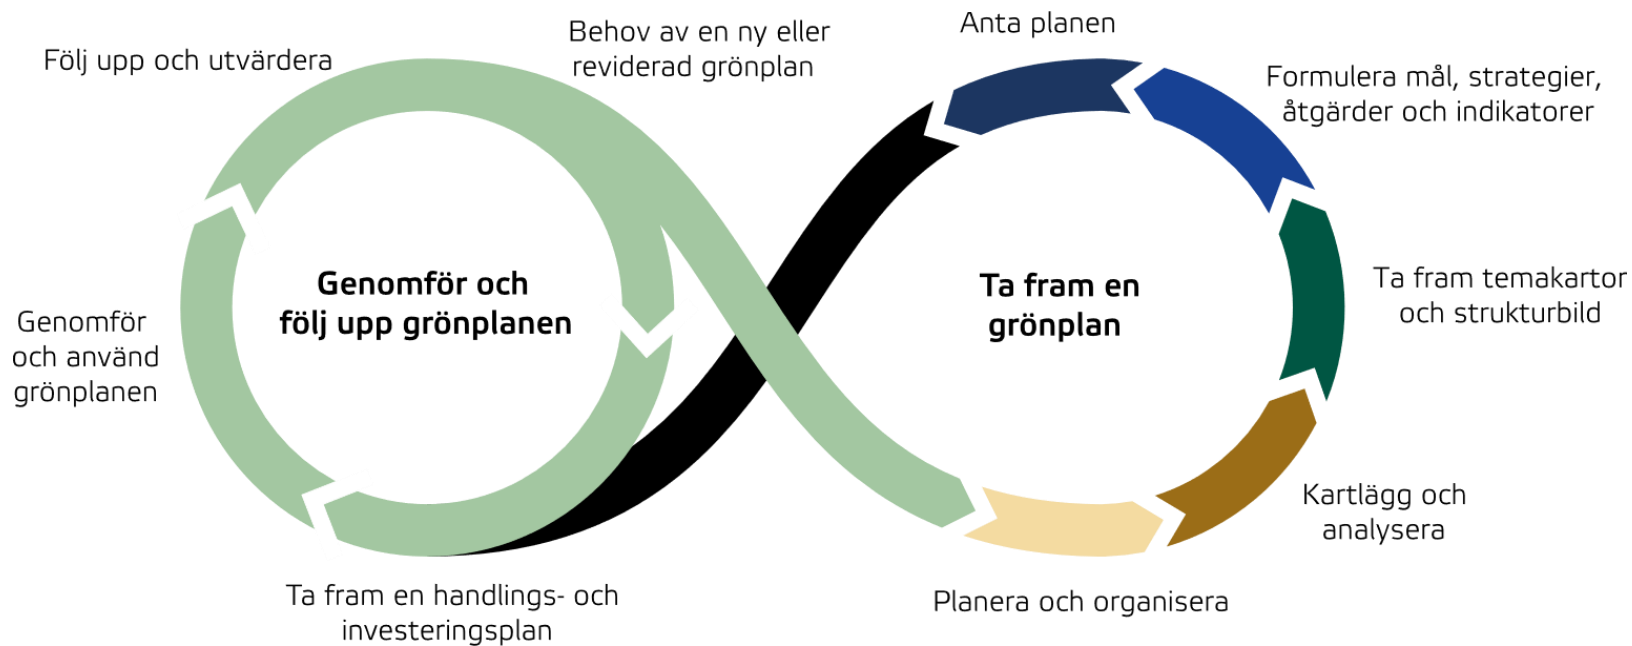 Följ upp och utvärdera
Behov av en ny eller
reviderad grönplan
Anta planen
Formulera mål, strategier,
åtgärder och indikatorer
Genomför och
följ upp grönplanen
Ta fram en
grönplan
Ta fram temakartor
och strukturbild
Genomför
och använd
grönplanen
Kartlägg och
analysera
Ta fram en handlings- och
investeringsplan
Planera och organisera